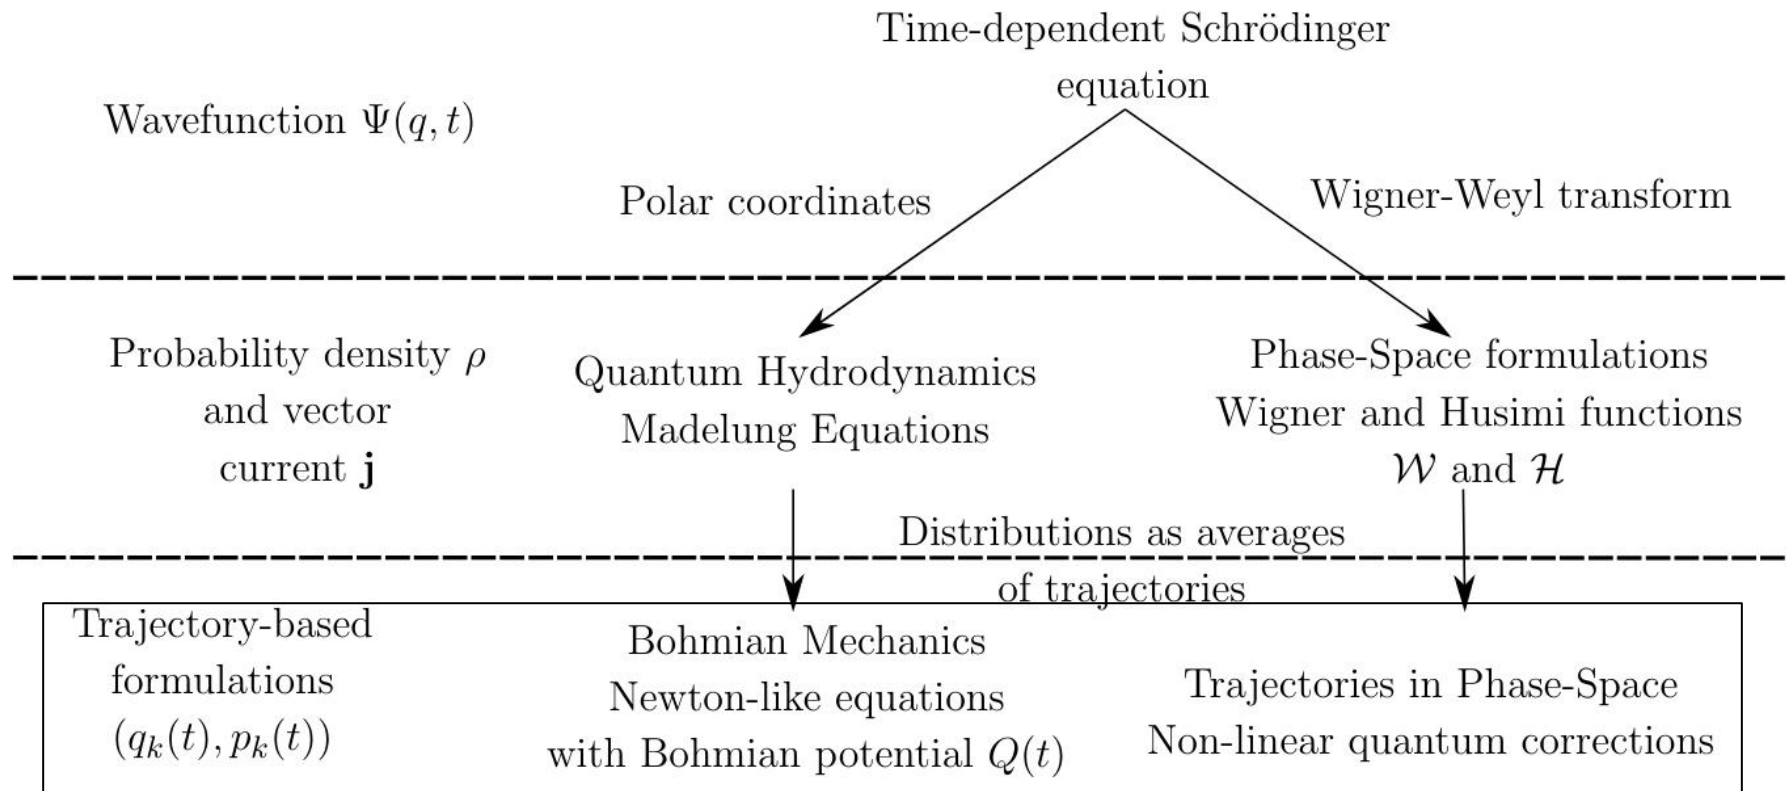 Time-dependent Schrödinger
equation
Wavefunction Ψ(q, t)
Polar coordinates
Wigner-Weyl transform
Probability density ρ
and vector
current j
Quantum Hydrodynamics
Madelung Equations
Phase-Space formulations
Wigner and Husimi functions
𝒲 and ℋ
Distributions as averages
of trajectories
Trajectory-based
formulations
(qₖ(t), pₖ(t))
Bohmian Mechanics
Newton-like equations
with Bohmian potential Q(t)
Trajectories in Phase-Space
Non-linear quantum corrections